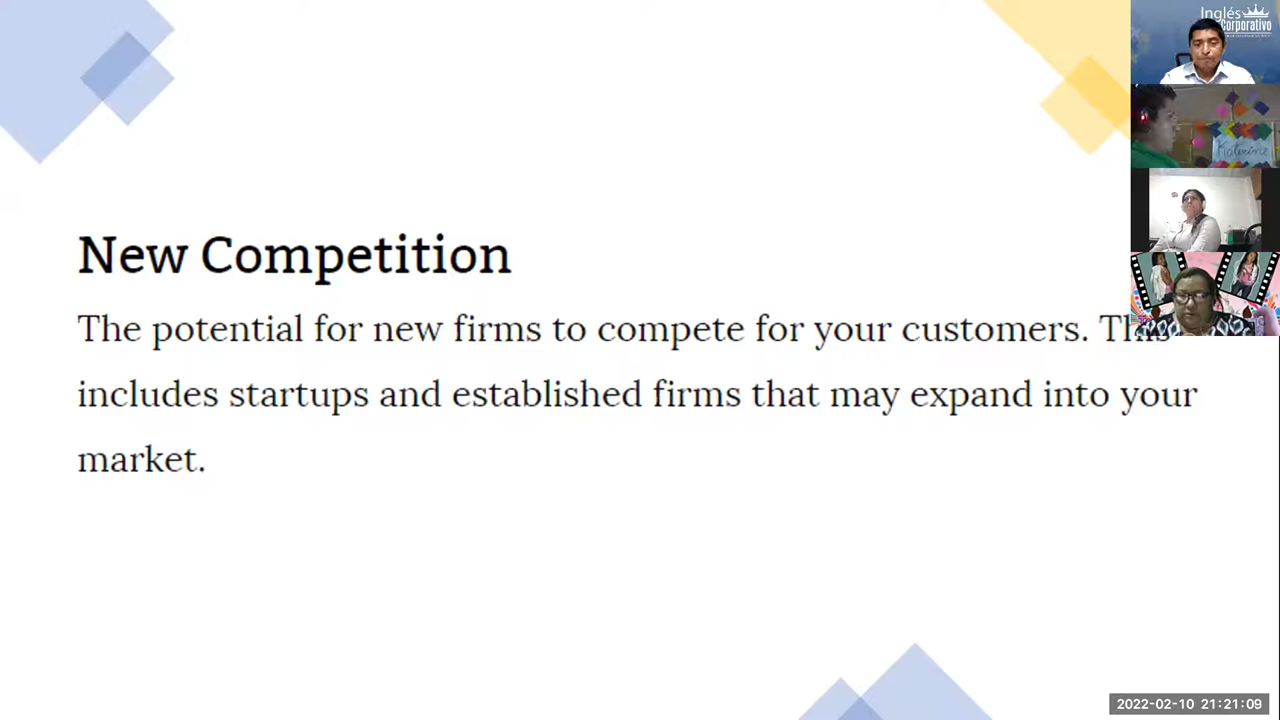 New Competition
The potential for new firms to compete for your customers. This
includes startups and established firms that may expand into your
market.
Inglés
Corporativo
Katerine
2022-02-10 21:21:09